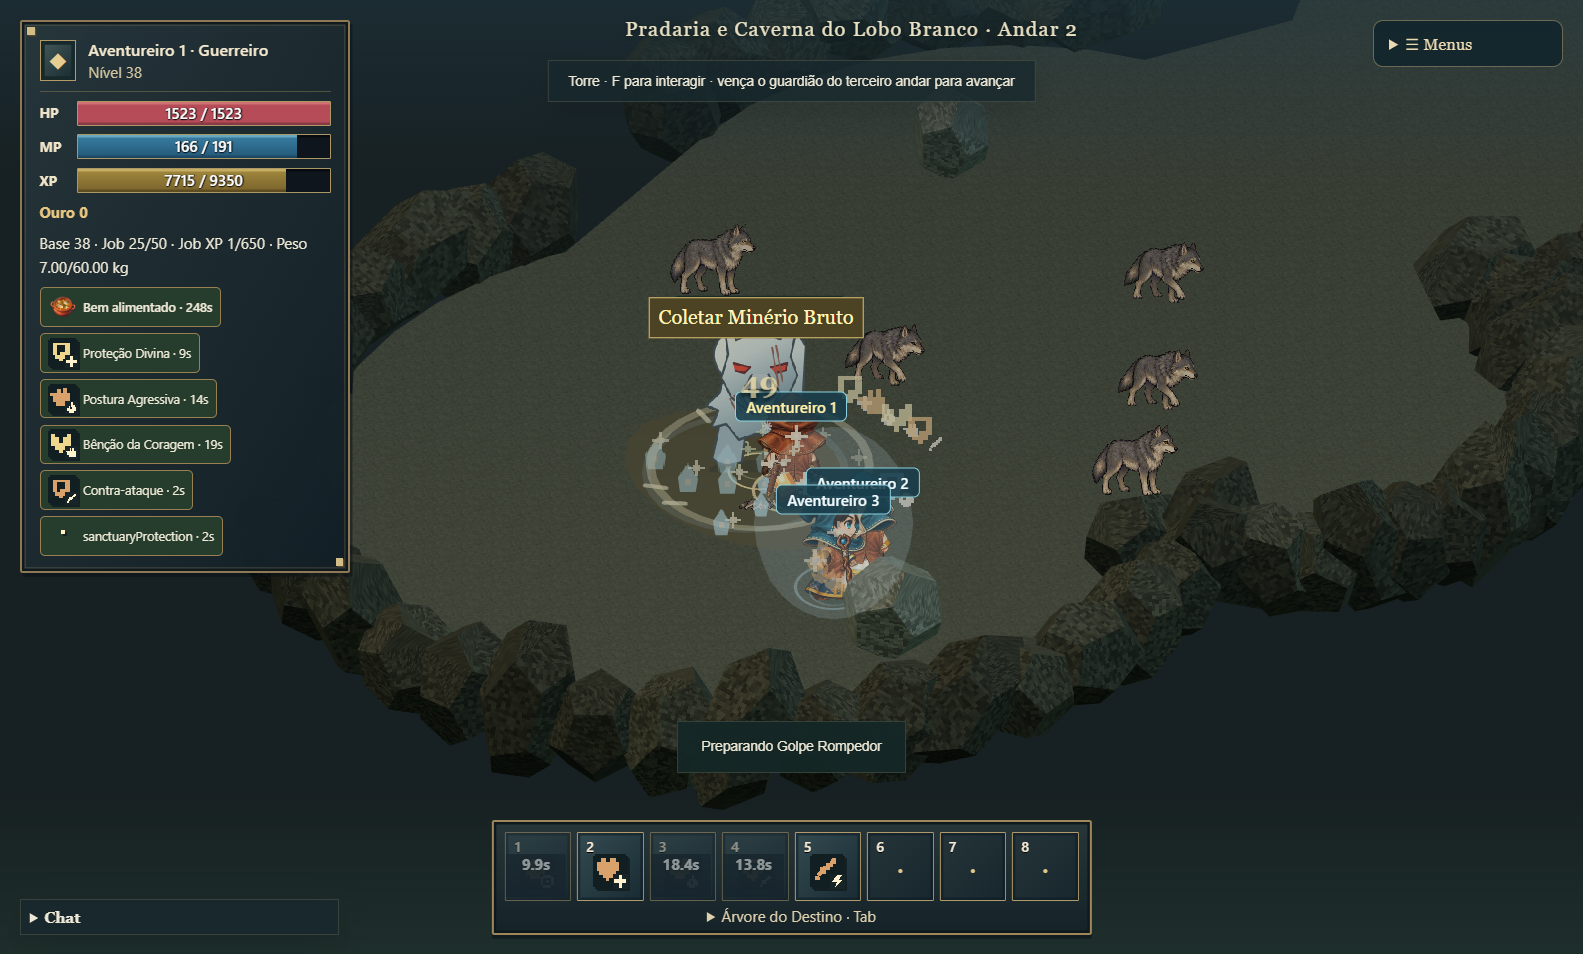 Aventureiro 1 · Guerreiro
Nível 38
HP
1523 / 1523
MP
166 / 191
XP
7715 / 9350
Ouro 0
Base 38 · Job 25/50 · Job XP 1/650 · Peso
7.00/60.00 kg
Bem alimentado · 248s
Proteção Divina · 9s
Postura Agressiva · 14s
Bênção da Coragem · 19s
Contra-ataque · 2s
sanctuaryProtection · 2s
Pradaria e Caverna do Lobo Branco · Andar 2
Torre · F para interagir · vença o guardião do terceiro andar para avançar
▶ ☰ Menus
Coletar Minério Bruto
49
Aventureiro 1
Aventureiro 2
Aventureiro 3
Preparando Golpe Rompedor
1
9.9s
2
3
18.4s
4
13.8s
5
6
7
8
▶ Árvore do Destino · Tab
▶ Chat